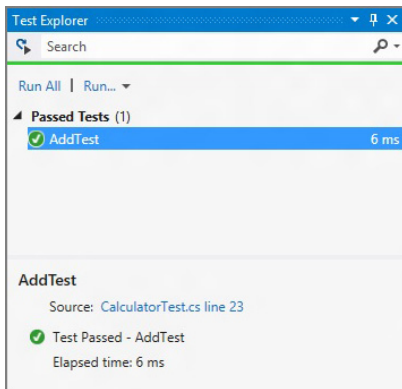 Test Explorer
Search
Run All | Run...
Passed Tests (1)
AddTest 6 ms
AddTest
Source: CalculatorTest.cs line 23
Test Passed - AddTest
Elapsed time: 6 ms